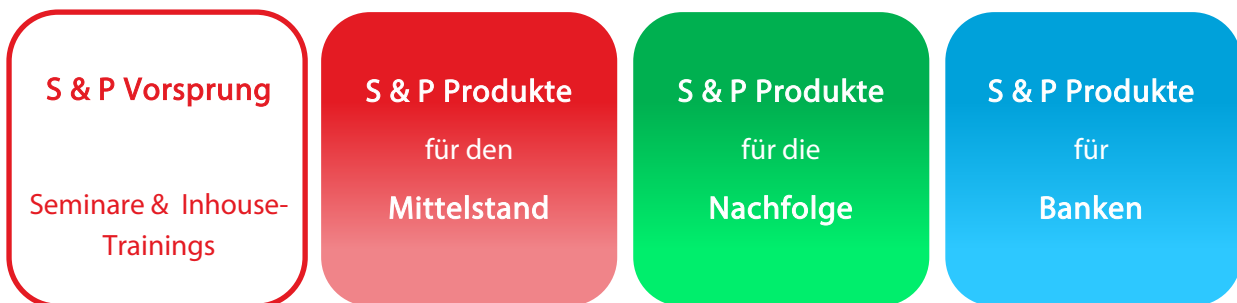 S & P Vorsprung
Seminare & Inhouse-
Trainings
S & P Produkte
für den
Mittelstand
S & P Produkte
für die
Nachfolge
S & P Produkte
für
Banken